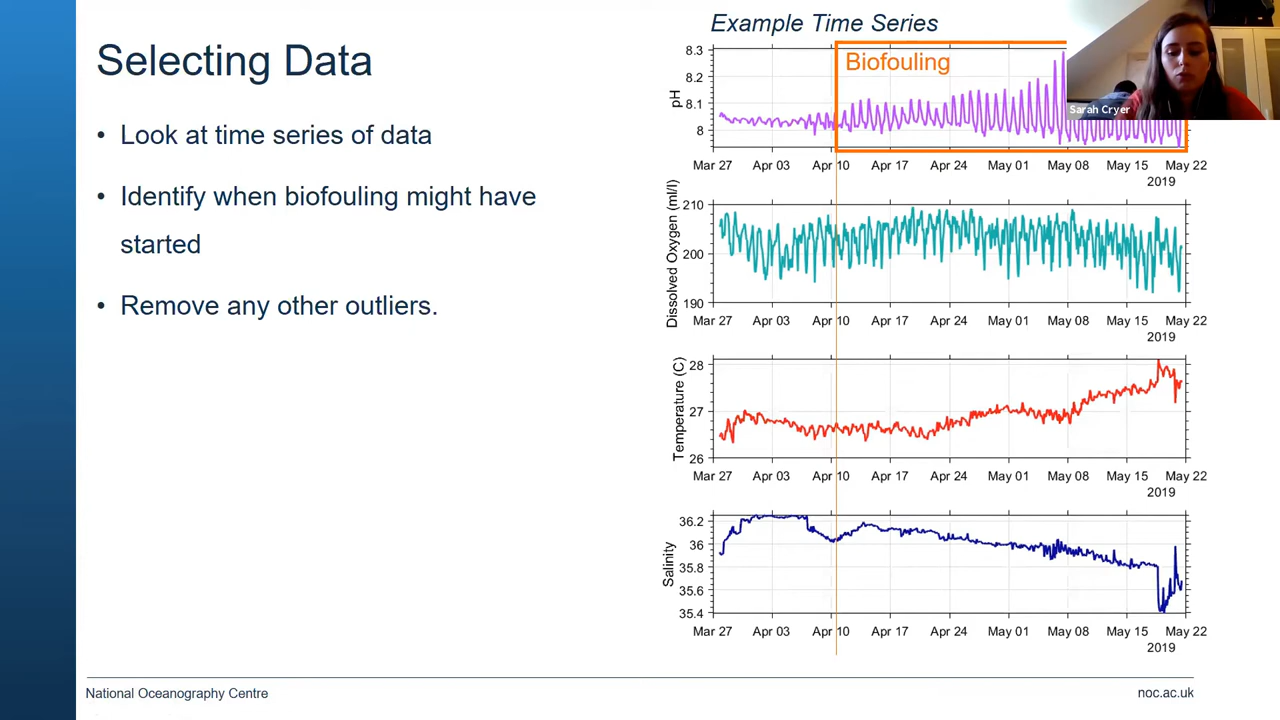 Selecting Data
• Look at time series of data
• Identify when biofouling might have
started
• Remove any other outliers.
Example Time Series
Biofouling
Sarah Cryer
pH
8.3
8.2
8.1
8
Mar 27 Apr 03 Apr 10 Apr 17 Apr 24 May 01 May 08 May 15 May 22
2019
Dissolved Oxygen (ml/l)
210
200
190
Mar 27 Apr 03 Apr 10 Apr 17 Apr 24 May 01 May 08 May 15 May 22
2019
Temperature (C)
28
27
26
Mar 27 Apr 03 Apr 10 Apr 17 Apr 24 May 01 May 08 May 15 May 22
2019
Salinity
36.2
36
35.8
35.6
35.4
Mar 27 Apr 03 Apr 10 Apr 17 Apr 24 May 01 May 08 May 15 May 22
2019
National Oceanography Centre
noc.ac.uk